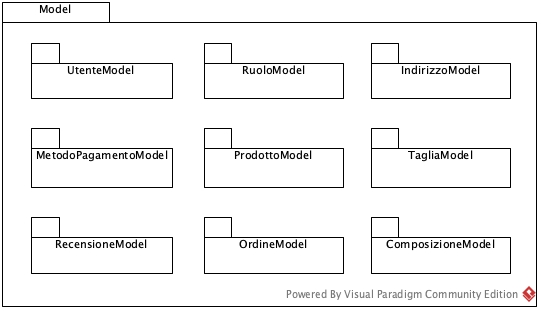 Model
UtenteModel
RuoloModel
IndirizzoModel
MetodoPagamentoModel
ProdottoModel
TagliaModel
RecensioneModel
OrdineModel
ComposizioneModel
Powered By Visual Paradigm Community Edition